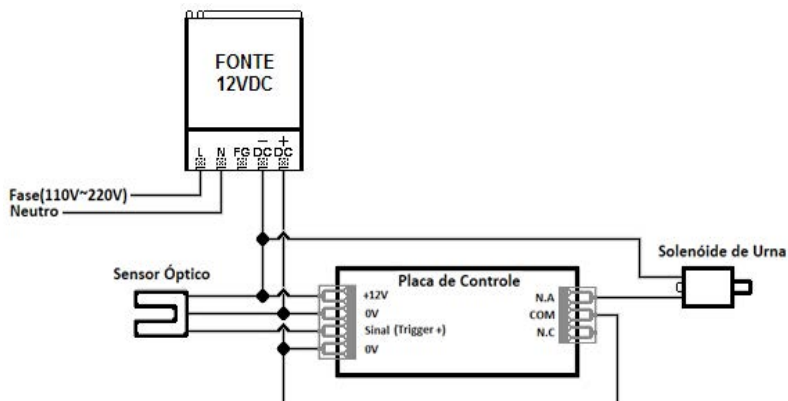 FONTE
12VDC
− +
L N FG DC DC
Fase(110V~220V)
Neutro
Solenóide de Urna
Sensor Óptico
Placa de Controle
+12V
N.A
0V
COM
Sinal (Trigger +)
N.C
0V